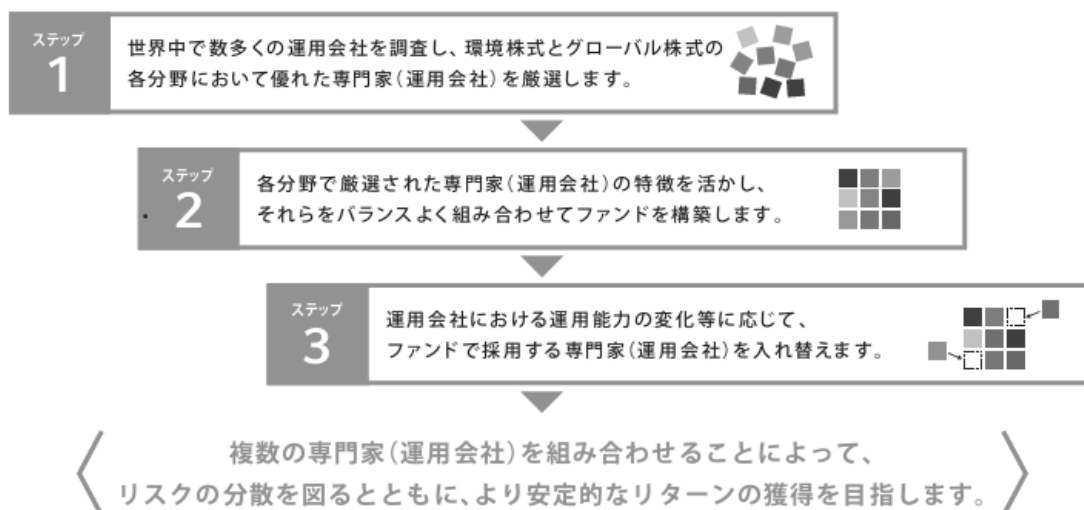 ステップ
1
世界中で数多くの運用会社を調査し、環境株式とグローバル株式の
各分野において優れた専門家(運用会社)を厳選します。
ステップ
2
各分野で厳選された専門家(運用会社)の特徴を活かし、
それらをバランスよく組み合わせてファンドを構築します。
ステップ
3
運用会社における運用能力の変化等に応じて、
ファンドで採用する専門家(運用会社)を入れ替えます。
複数の専門家(運用会社)を組み合わせることによって、
リスクの分散を図るとともに、より安定的なリターンの獲得を目指します。